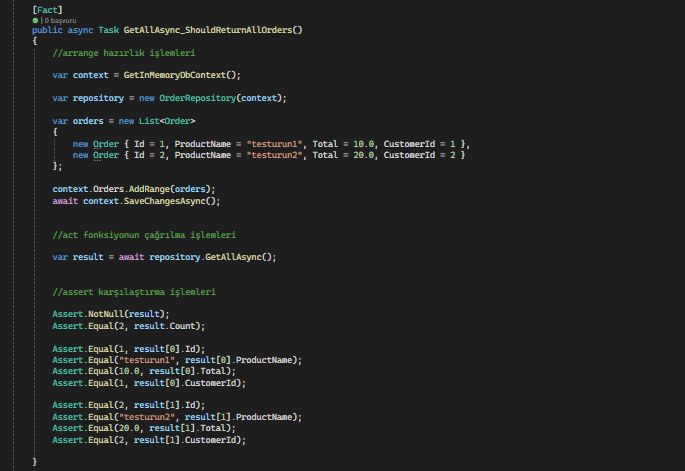 [Fact]
| 0 başvuru
public async Task GetAllAsync_ShouldReturnAllOrders()
{
//arrange hazırlık işlemleri
var context = GetInMemoryDbContext();
var repository = new OrderRepository(context);
var orders = new List<Order>
{
new Order { Id = 1, ProductName = "testurun1", Total = 10.0, CustomerId = 1 },
new Order { Id = 2, ProductName = "testurun2", Total = 20.0, CustomerId = 2 }
};
context.Orders.AddRange(orders);
await context.SaveChangesAsync();
//act fonksiyonun çağrılma işlemleri
var result = await repository.GetAllAsync();
//assert karşılaştırma işlemleri
Assert.NotNull(result);
Assert.Equal(2, result.Count);
Assert.Equal(1, result[0].Id);
Assert.Equal("testurun1", result[0].ProductName);
Assert.Equal(10.0, result[0].Total);
Assert.Equal(1, result[0].CustomerId);
Assert.Equal(2, result[1].Id);
Assert.Equal("testurun2", result[1].ProductName);
Assert.Equal(20.0, result[1].Total);
Assert.Equal(2, result[1].CustomerId);
}